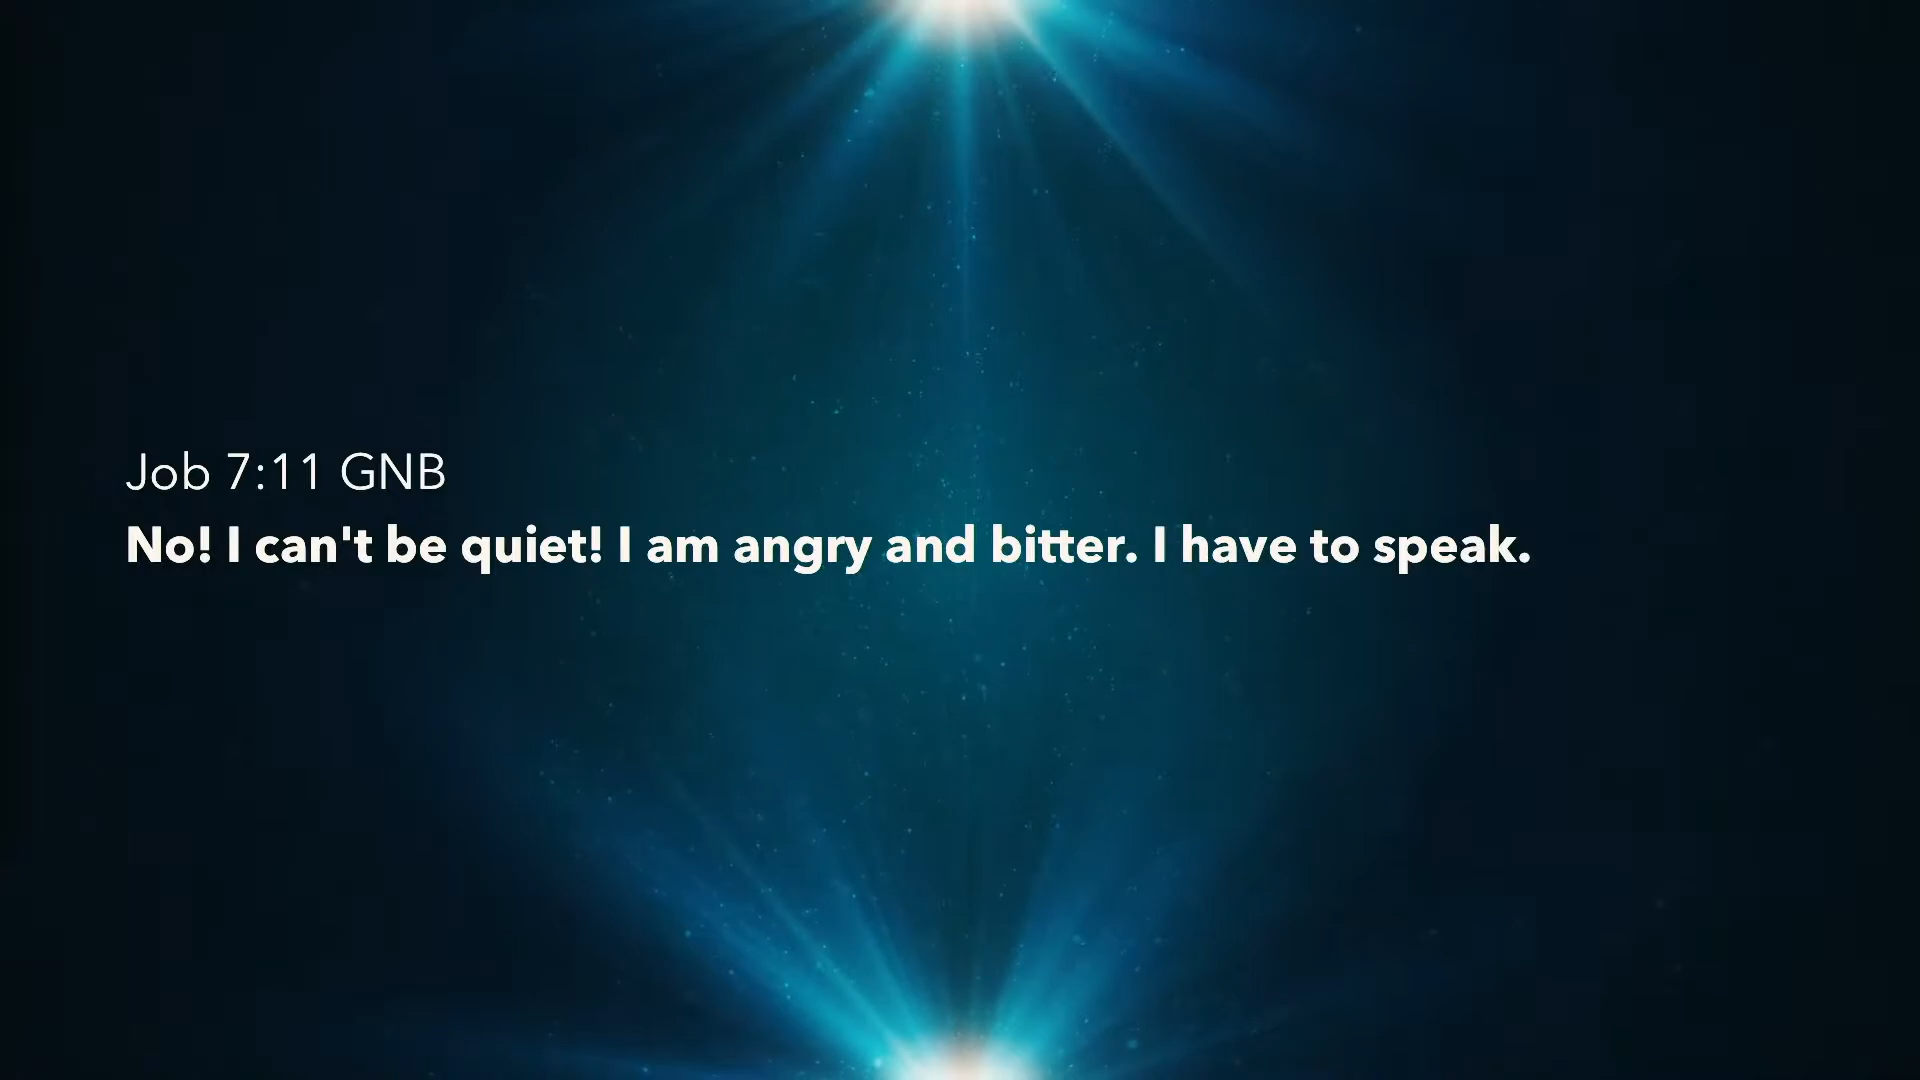 Job 7:11 GNB
No! I can't be quiet! I am angry and bitter. I have to speak.